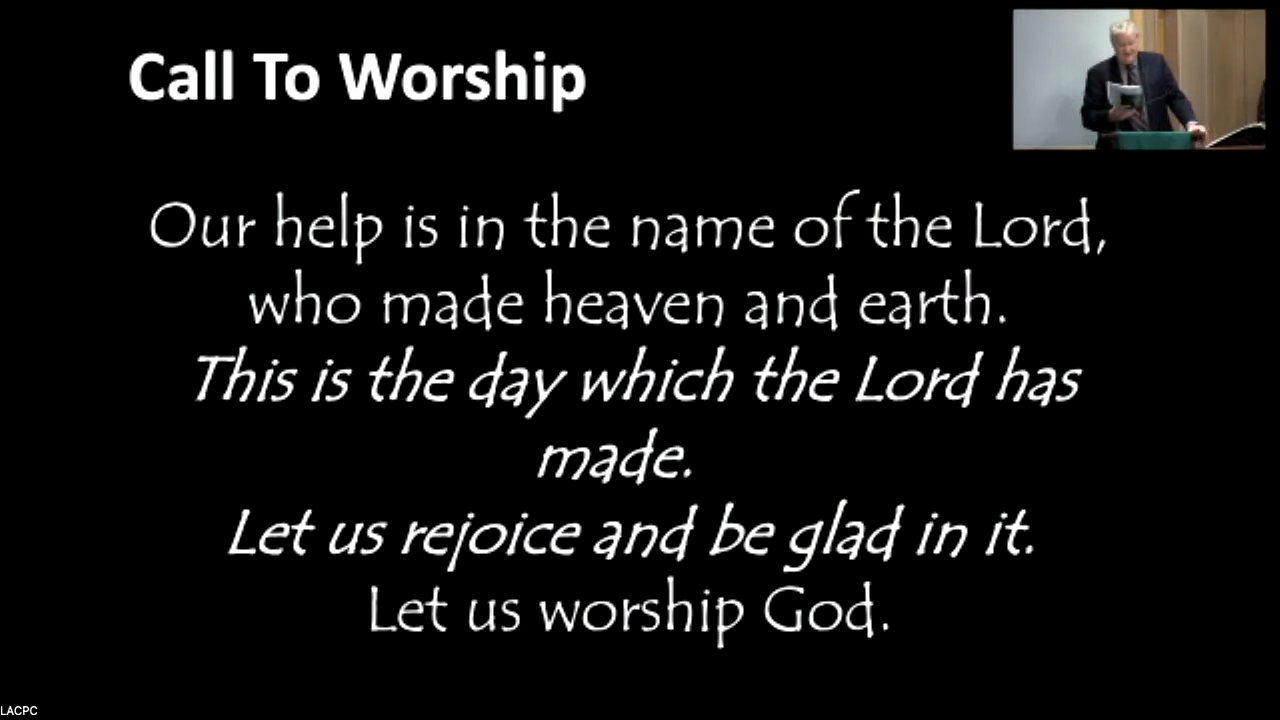 Call To Worship
Our help is in the name of the Lord,
who made heaven and earth.
This is the day which the Lord has
made.
Let us rejoice and be glad in it.
Let us worship God.
LACPC